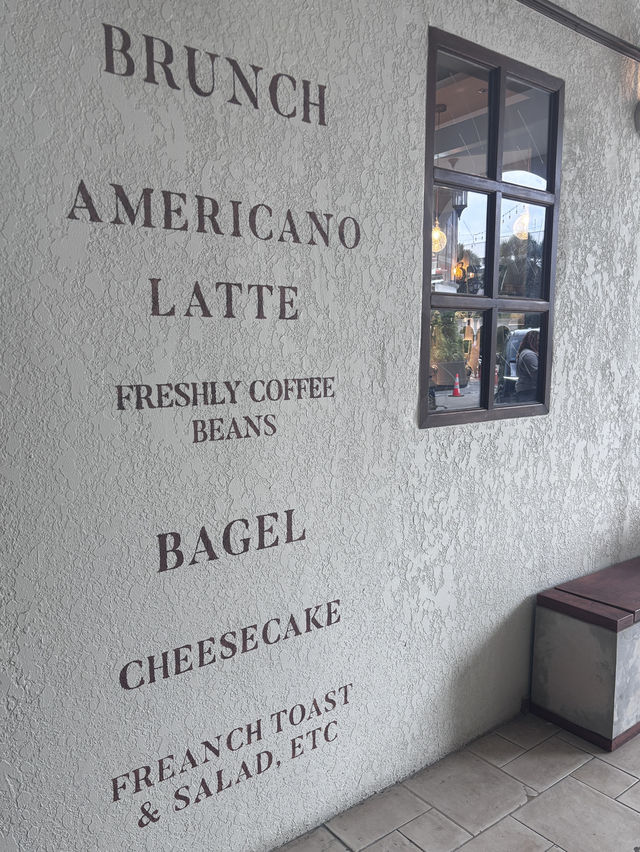 BRUNCH
AMERICANO
LATTE
FRESHLY COFFEE
BEANS
BAGEL
CHEESECAKE
FREANCH TOAST
& SALAD, ETC